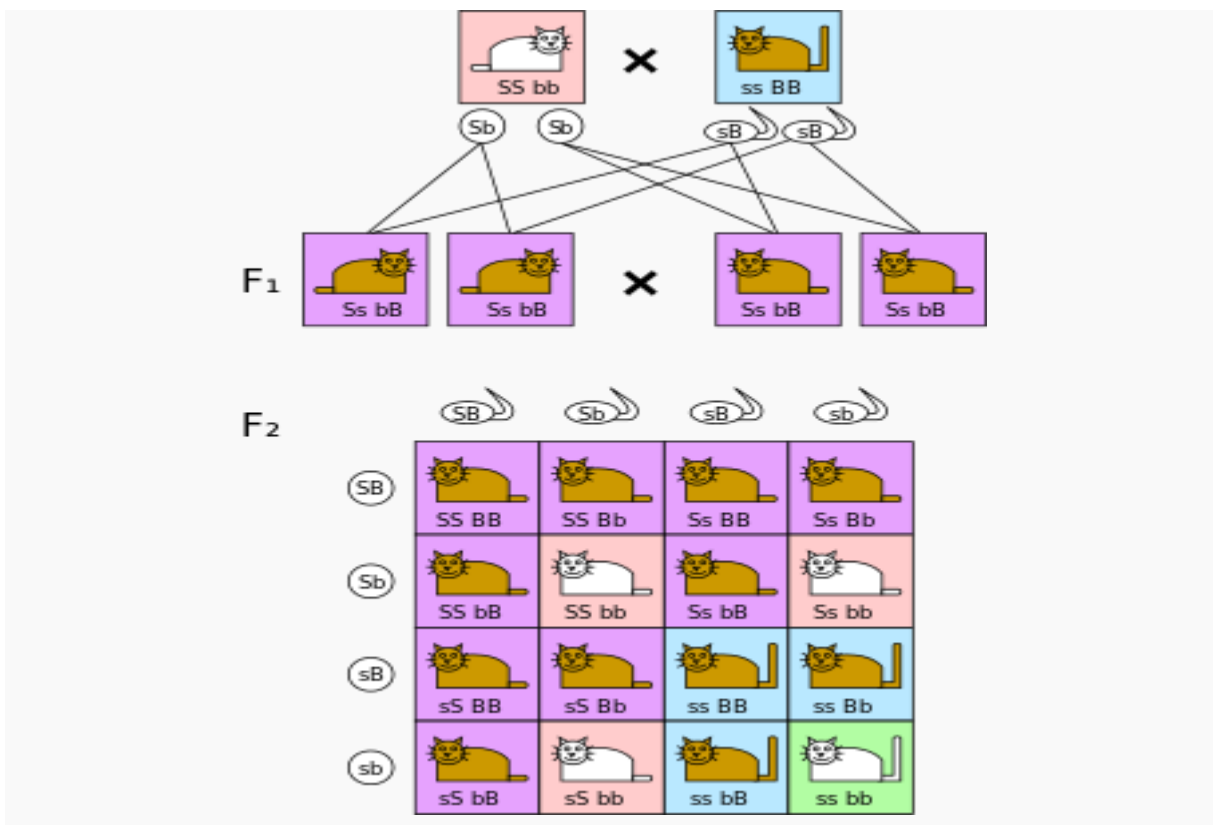 SS bb × ss BB
Sb Sb sB sB
F₁ ×
Ss bB Ss bB Ss bB Ss bB
F₂ SB Sb sB sb
SB
SS BB SS Bb Ss BB Ss Bb
Sb
SS bB SS bb Ss bB Ss bb
sB
sS BB sS Bb ss BB ss Bb
sb
sS bB sS bb ss bB ss bb